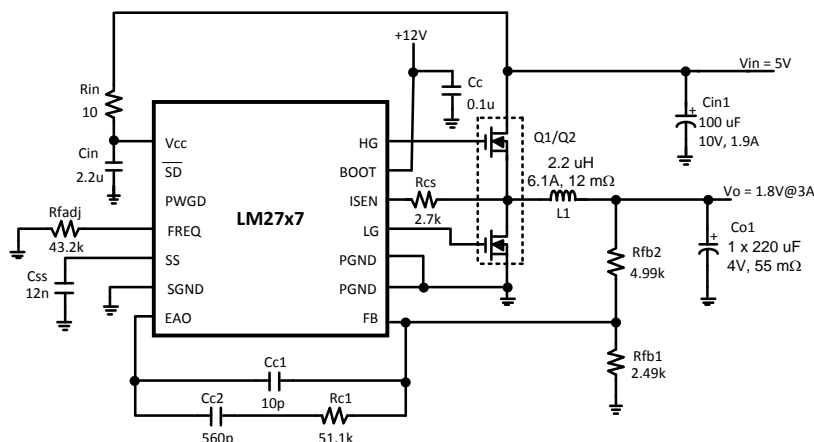 +12V
Vin = 5V
Rin
10
Cc
0.1u
Cin1
100 uF
10V, 1.9A
Cin
2.2u
Vcc
HG
Q1/Q2
SD
BOOT
2.2 uH
6.1A, 12 mΩ
PWGD
LM27x7
ISEN
Rcs
2.7k
L1
Vo = 1.8V@3A
Rfadj
43.2k
FREQ
LG
Co1
1 x 220 uF
4V, 55 mΩ
Css
12n
SS
PGND
Rfb2
4.99k
SGND
PGND
EAO
FB
Rfb1
2.49k
Cc1
10p
Cc2
560p
Rc1
51.1k